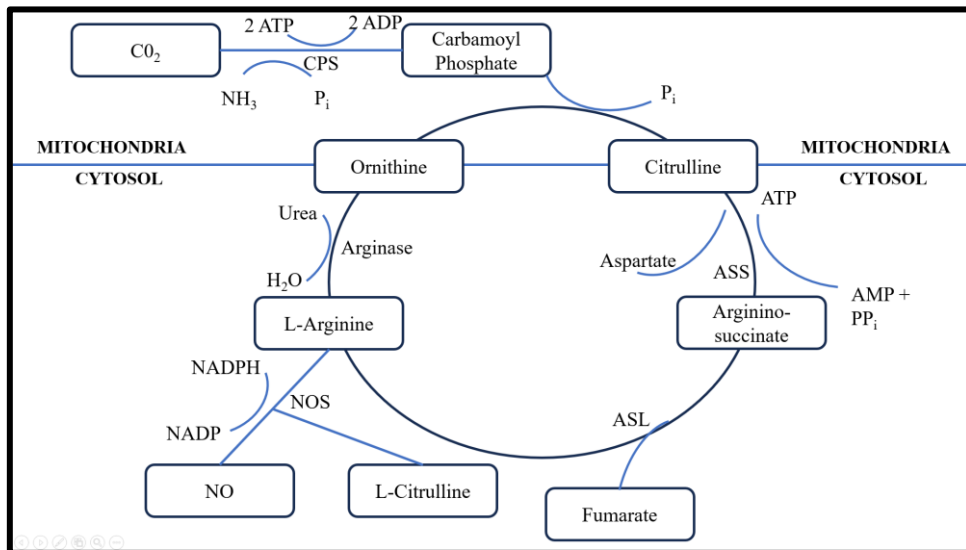 2 ATP
2 ADP
C0₂
CPS
Carbamoyl
Phosphate
NH₃
Pᵢ
Pᵢ
MITOCHONDRIA
MITOCHONDRIA
Ornithine
Citrulline
CYTOSOL
CYTOSOL
Urea
ATP
Arginase
Aspartate
ASS
H₂O
AMP +
PPᵢ
L-Arginine
Arginino-
succinate
NADPH
NOS
NADP
ASL
NO
L-Citrulline
Fumarate